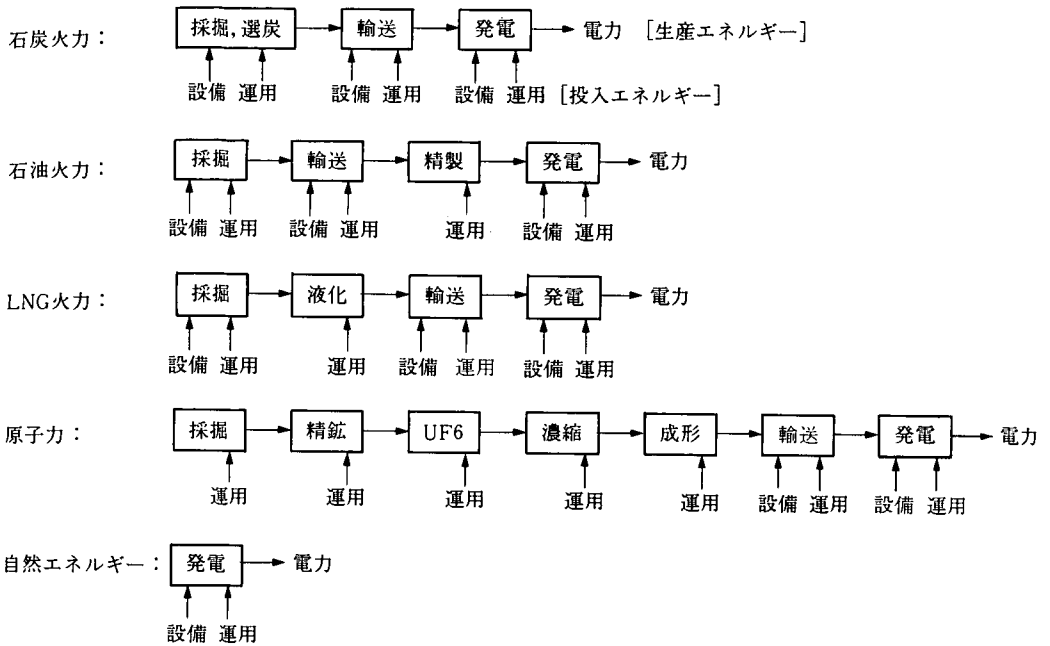 石炭火力： 採掘,選炭 輸送 発電 電力 [生産エネルギー]
設備 運用 設備 運用 設備 運用 [投入エネルギー]
石油火力： 採掘 輸送 精製 発電 電力
設備 運用 設備 運用 運用 設備 運用
LNG火力： 採掘 液化 輸送 発電 電力
設備 運用 運用 設備 運用 設備 運用
原子力： 採掘 精鉱 UF6 濃縮 成形 輸送 発電 電力
運用 運用 運用 運用 運用 設備 運用 設備 運用
自然エネルギー： 発電 電力
設備 運用